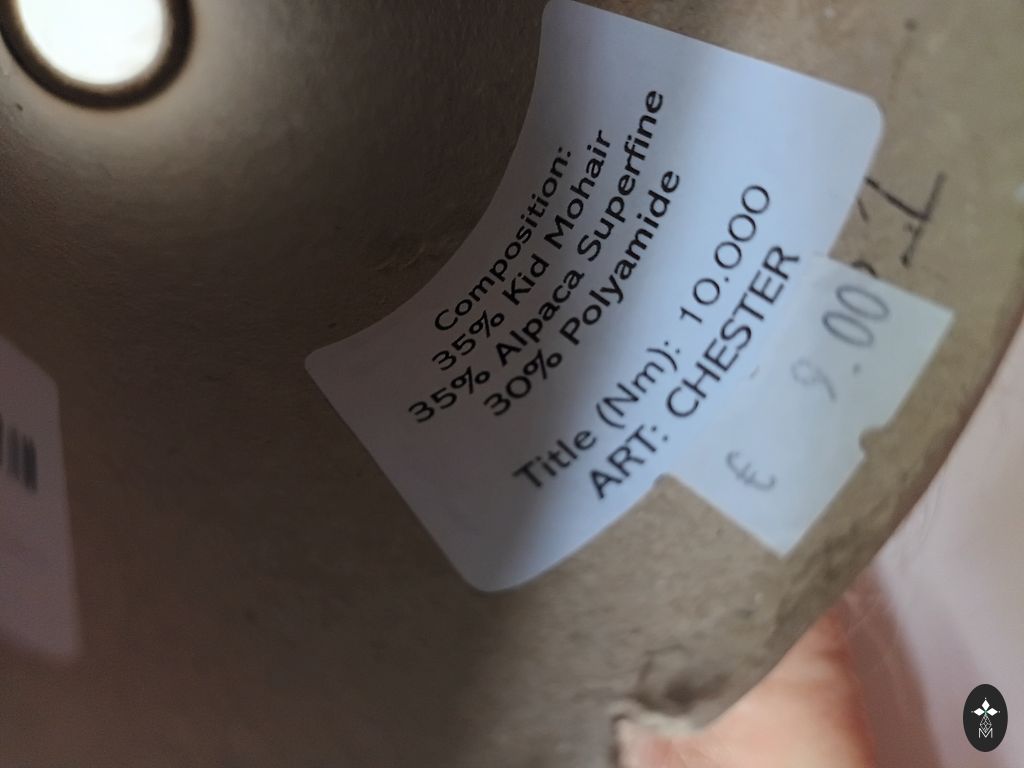 Composition:
35% Kid Mohair
35% Alpaca Superfine
30% Polyamide
Title (Nm): 10.000
ART: CHESTER
€ 9.00